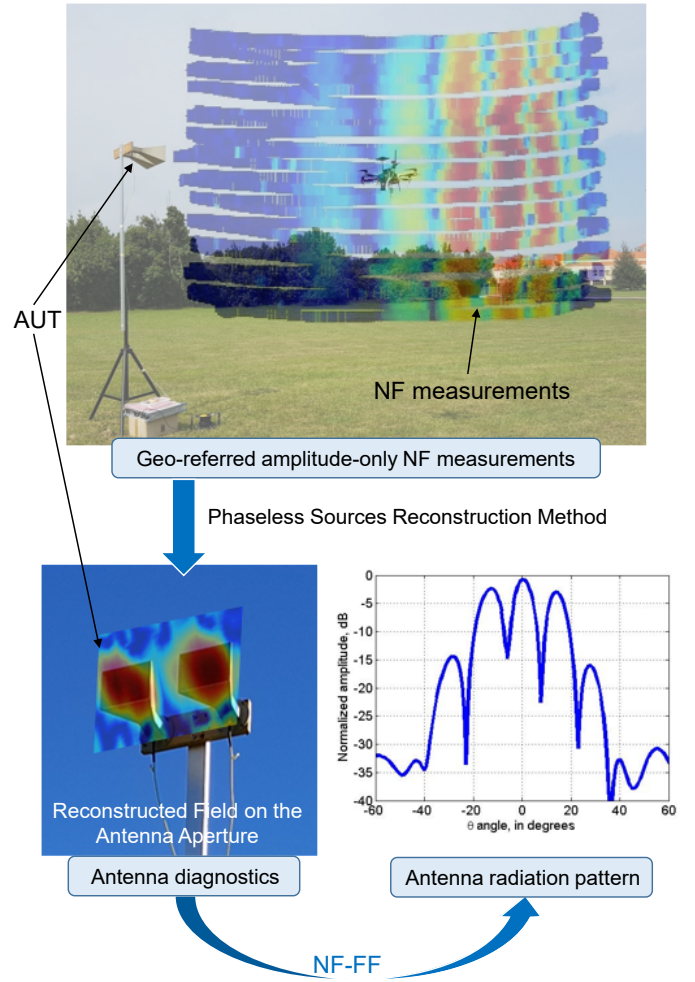 AUT
NF measurements
Geo-referred amplitude-only NF measurements
Phaseless Sources Reconstruction Method
Reconstructed Field on the
Antenna Aperture
Antenna diagnostics
Normalized amplitude, dB
0
-5
-10
-15
-20
-25
-30
-35
-40
-60
-40
-20
0
20
40
60
θ angle, in degrees
Antenna radiation pattern
NF-FF